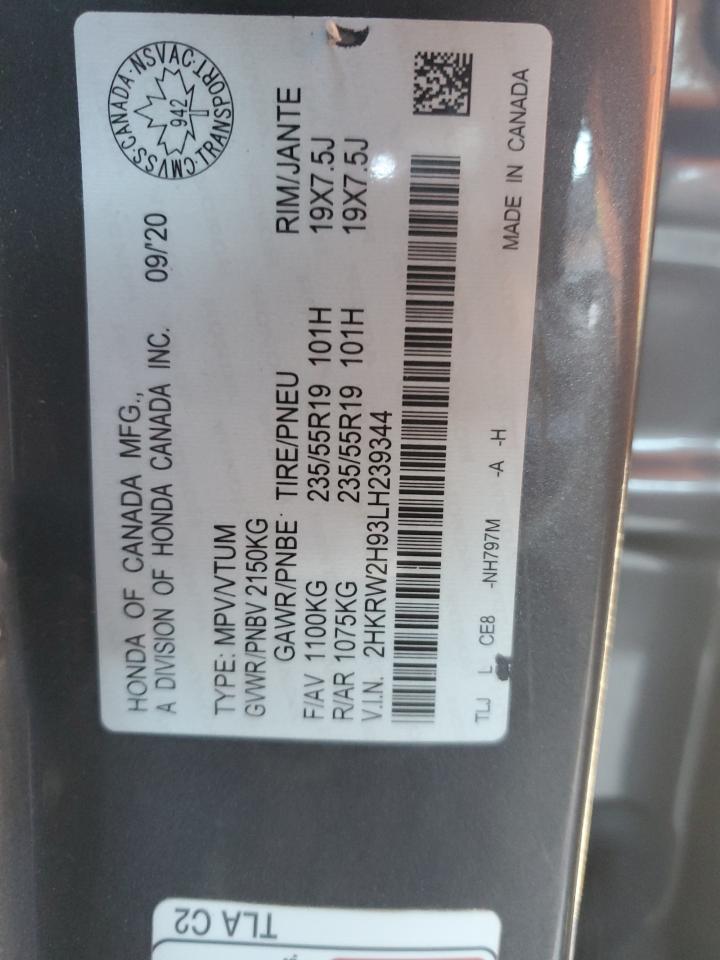 CMVSS·CANADA·NSVAC·TRANSPORT·
942
HONDA OF CANADA MFG.,
A DIVISION OF HONDA CANADA INC. 09/'20
TYPE: MPV/VTUM
GVWR/PNBV 2150KG
GAWR/PNBE TIRE/PNEU RIM/JANTE
F/AV 1100KG 235/55R19 101H 19X7.5J
R/AR 1075KG 235/55R19 101H 19X7.5J
V.I.N. 2HKRW2H93LH239344
TLJ L CE8 -NH797M -A -H MADE IN CANADA
TLA C2